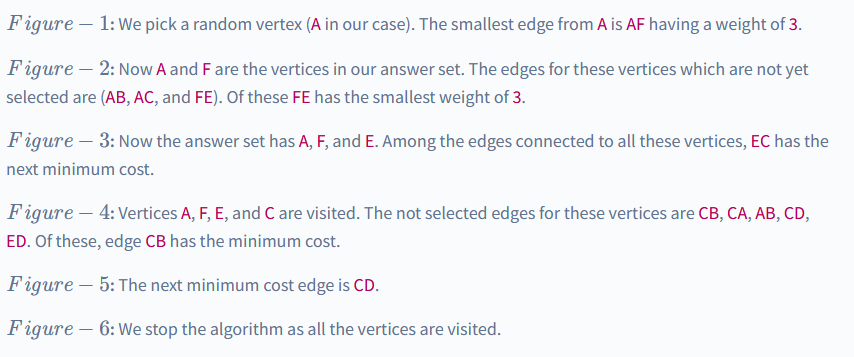 Figure − 1: We pick a random vertex (A in our case). The smallest edge from A is AF having a weight of 3.
Figure − 2: Now A and F are the vertices in our answer set. The edges for these vertices which are not yet
selected are (AB, AC, and FE). Of these FE has the smallest weight of 3.
Figure − 3: Now the answer set has A, F, and E. Among the edges connected to all these vertices, EC has the
next minimum cost.
Figure − 4: Vertices A, F, E, and C are visited. The not selected edges for these vertices are CB, CA, AB, CD,
ED. Of these, edge CB has the minimum cost.
Figure − 5: The next minimum cost edge is CD.
Figure − 6: We stop the algorithm as all the vertices are visited.